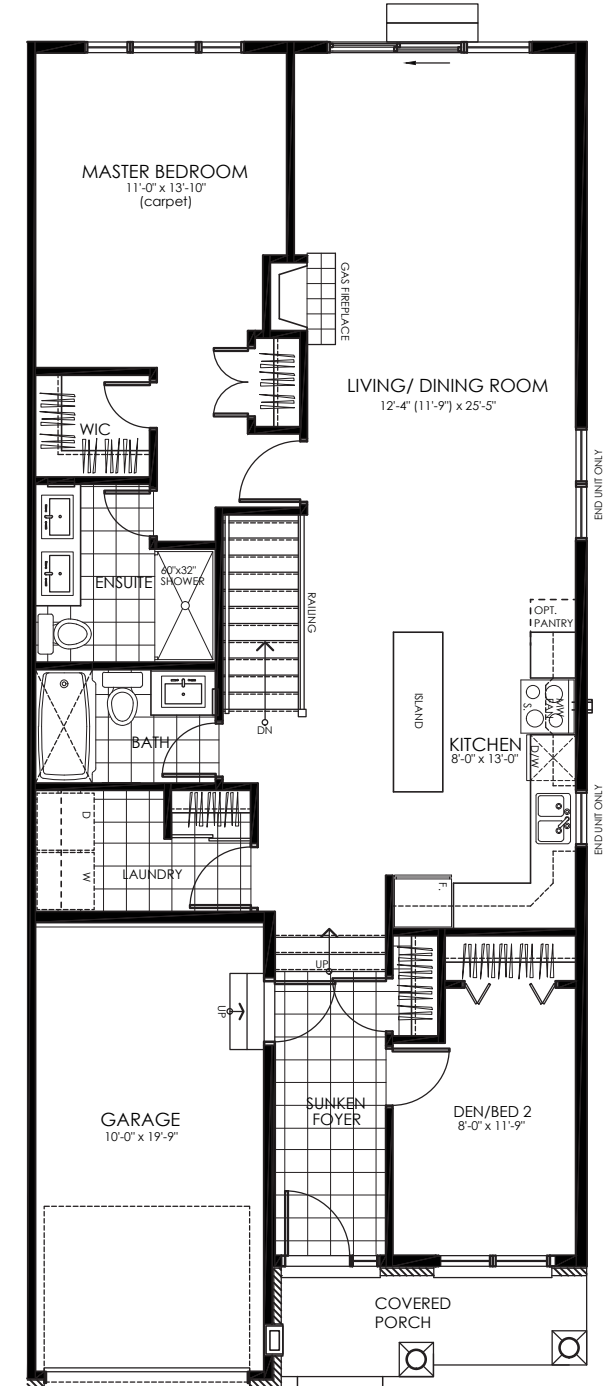 MASTER BEDROOM
11'-0" x 13'-10"
(carpet)
GAS FIREPLACE
LIVING/ DINING ROOM
12'-4" (11'-9") x 25'-5"
WIC
END UNIT ONLY
ENSUITE
60"x32"
SHOWER
RAILING
OPT.
PANTRY
ISLAND
S.
MW/
FAN
DN
BATH
KITCHEN
8'-0" x 13'-0"
D/W
END UNIT ONLY
D
W
LAUNDRY
F.
UP
UP
SUNKEN
FOYER
GARAGE
10'-0" x 19'-9"
DEN/BED 2
8'-0" x 11'-9"
COVERED
PORCH